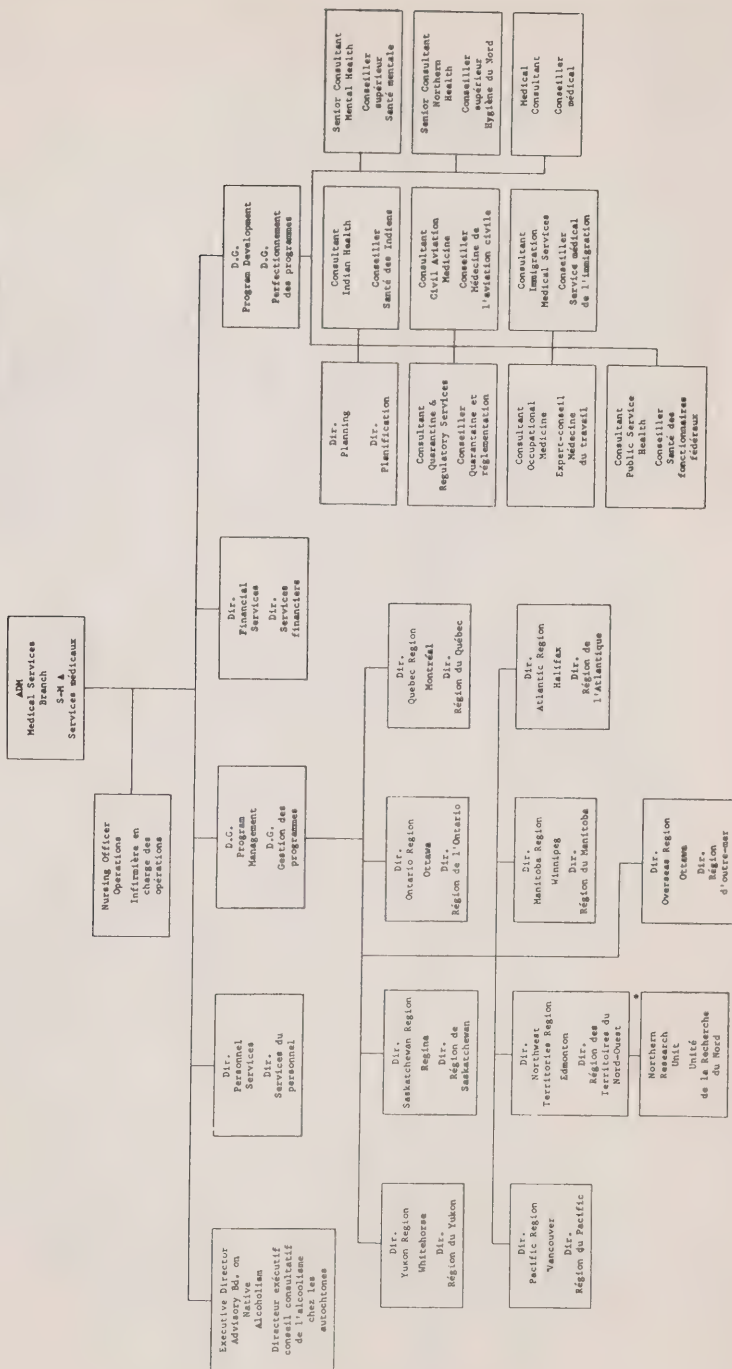 ADM
Medical Services
Branch
S-M A
Services médicaux
Nursing Officer
Operations
Infirmière en
charge des
opérations
Executive Director
Advisory Bd. on
Native
Alcoholism
Directeur exécutif
conseil consultatif
de l'alcoolisme
chez les
autochtones
Dir.
Personnel
Services
Dir.
Services du
personnel
D.G.
Program
Management
D.G.
Gestion des
programmes
Dir.
Financial
Services
Dir.
Services
financiers
D.G.
Program Development
D.G.
Perfectionnement
des programmes
Dir.
Yukon Region
Whitehorse
Dir.
Région du Yukon
Dir.
Saskatchewan Region
Regina
Dir.
Région de
Saskatchewan
Dir.
Ontario Region
Ottawa
Dir.
Région de l'Ontario
Dir.
Quebec Region
Montréal
Dir.
Région du Québec
Dir.
Pacific Region
Vancouver
Dir.
Région du Pacific
Dir.
Northwest
Territories Region
Edmonton
Dir.
Région des
Territoires du
Nord-Ouest
Dir.
Manitoba Region
Winnipeg
Dir.
Région du Manitoba
Dir.
Atlantic Region
Halifax
Dir.
Région de
l'Atlantique
Northern
Research
Unit
Unité
de la Recherche
du Nord
Dir.
Overseas Region
Ottawa
Dir.
Région
d'outre-mar
Dir.
Planning
Dir.
Planification
Consultant
Indian Health
Conseiller
Santé des Indiens
Senior Consultant
Mental Health
Conseiller
supérieur
Santé mentale
Consultant
Quarantine &
Regulatory Services
Conseiller
Quarantaine et
réglementation
Consultant
Civil Aviation
Medicine
Conseiller
Médecine de
l'aviation civile
Senior Consultant
Northern
Health
Conseiller
supérieur
Hygiène du Nord
Consultant
Occupational
Medicine
Expert-conseil
Médecine
du travail
Consultant
Immigration
Medical Services
Conseiller
Service médical
de l'immigration
Medical
Consultant
Conseiller
médical
Consultant
Public Service
Health
Conseiller
Santé des
fonctionnaires
fédéraux